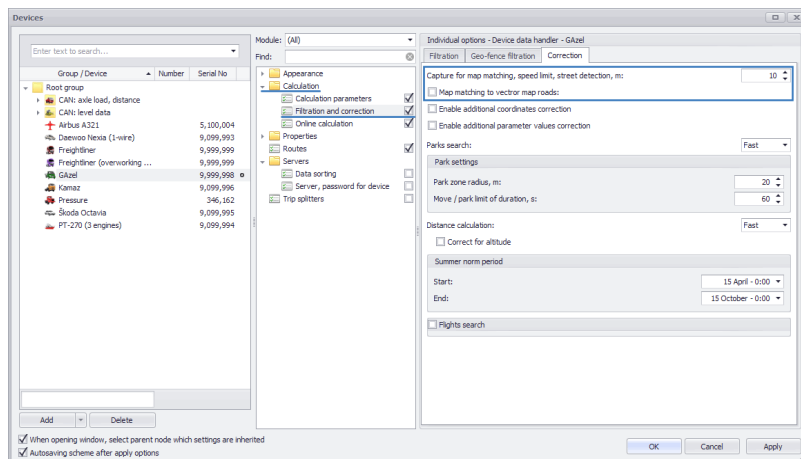 Devices
Enter text to search...
Group / Device Number Serial No
Root group
CAN: axle load, distance
CAN: level data
Airbus A321 5,100,004
Daewoo Nexia (1-wire) 9,099,993
Freightliner 9,999,999
Freightliner (overworking ... 9,999,999
GAzel 9,999,998
Kamaz 9,099,996
Pressure 346,162
Škoda Octavia 9,099,995
PT-270 (3 engines) 9,099,994
Add Delete
When opening window, select parent node which settings are inherited
Autosaving scheme after apply options
Module: (All)
Find:
Appearance
Calculation
Calculation parameters
Filtration and correction
Online calculation
Properties
Routes
Servers
Data sorting
Server, password for device
Trip splitters
Individual options - Device data handler - GAzel
Filtration Geo-fence filtration Correction
Capture for map matching, speed limit, street detection, m: 10
Map matching to vectror map roads:
Enable additional coordinates correction
Enable additional parameter values correction
Parks search: Fast
Park settings
Park zone radius, m: 20
Move / park limit of duration, s: 60
Distance calculation: Fast
Correct for altitude
Summer norm period
Start: 15 April - 0:00
End: 15 October - 0:00
Flights search
OK Cancel Apply